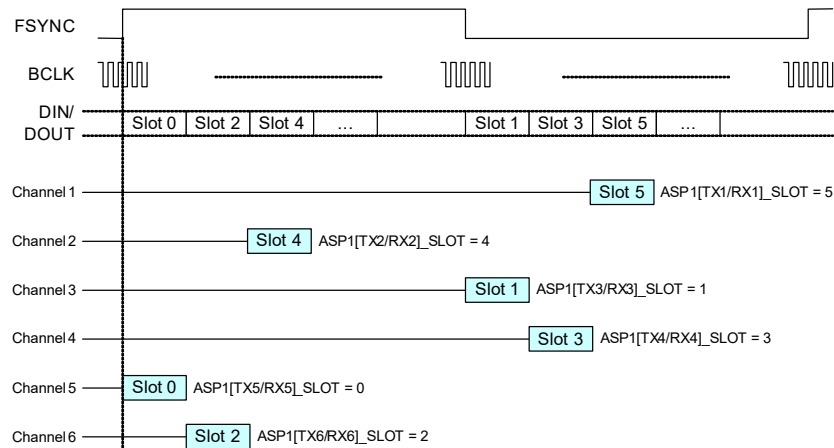 FSYNC
BCLK
DIN/
DOUT
Slot 0 Slot 2 Slot 4 ... Slot 1 Slot 3 Slot 5 ...
Channel 1 Slot 5 ASP1[TX1/RX1]_SLOT = 5
Channel 2 Slot 4 ASP1[TX2/RX2]_SLOT = 4
Channel 3 Slot 1 ASP1[TX3/RX3]_SLOT = 1
Channel 4 Slot 3 ASP1[TX4/RX4]_SLOT = 3
Channel 5 Slot 0 ASP1[TX5/RX5]_SLOT = 0
Channel 6 Slot 2 ASP1[TX6/RX6]_SLOT = 2